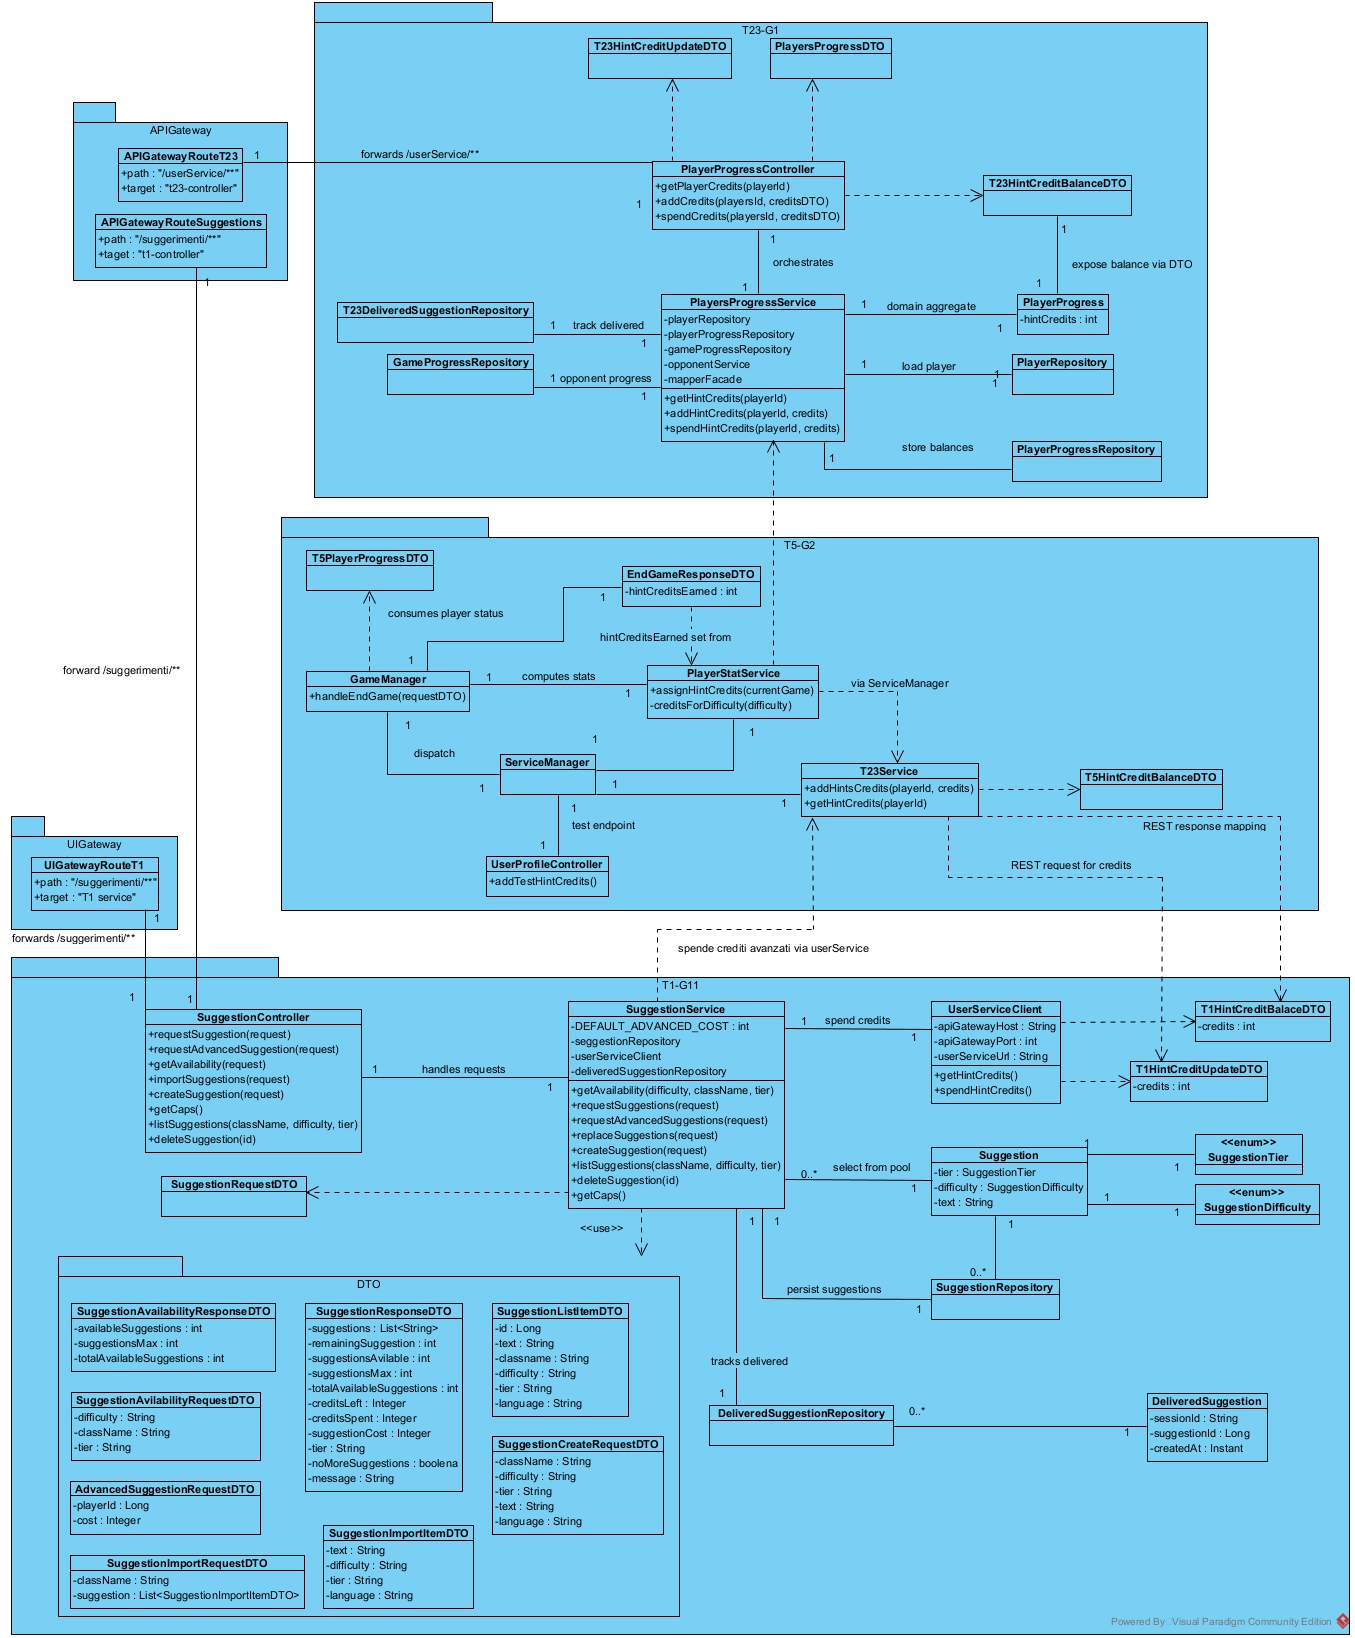 T23-G1
T23HintCreditUpdateDTO
PlayersProgressDTO
APIGateway
APIGatewayRouteT23
+path : "/userService/**"
+target : "t23-controller"
1
forwards /userService/**
1
APIGatewayRouteSuggestions
+path : "/suggerimenti/**"
+taget : "t1-controller"
1
PlayerProgressController
+getPlayerCredits(playerId)
+addCredits(playersId, creditsDTO)
+spendCredits(playersId, creditsDTO)
T23HintCreditBalanceDTO
1
orchestrates
1
1
expose balance via DTO
1
T23DeliveredSuggestionRepository
1 track delivered
1
GameProgressRepository
1 opponent progress
1
PlayersProgressService
-playerRepository
-playerProgressRepository
-gameProgressRepository
-opponentService
-mapperFacade
+getHintCredits(playerId)
+addHintCredits(playerId, credits)
+spendHintCredits(playerId, credits)
1 domain aggregate
1
PlayerProgress
-hintCredits : int
1 load player
1
1
PlayerRepository
1
store balances
PlayerProgressRepository
T5-G2
T5PlayerProgressDTO
consumes player status
EndGameResponseDTO
-hintCreditsEarned : int
1
1
hintCreditsEarned set from
GameManager
+handleEndGame(requestDTO)
1 computes stats
1
PlayerStatService
+assignHintCredits(currentGame)
-creditsForDifficulty(difficulty)
via ServiceManager
1
dispatch
1
1
1
ServiceManager
1
1
T23Service
+addHintsCredits(playerId, credits)
+getHintCredits(playerId)
T5HintCreditBalanceDTO
1
test endpoint
1
UserProfileController
+addTestHintCredits()
REST response mapping
REST request for credits
forward /suggerimenti/**
UIGateway
UIGatewayRouteT1
+path : "/suggerimenti/**"
+target : "T1 service"
1
forwards /suggerimenti/**
spende crediti avanzati via userService
T1-G11
1
1
SuggestionController
+requestSuggestion(request)
+requestAdvancedSuggestion(request)
+getAvailability(request)
+importSuggestions(request)
+createSuggestion(request)
+getCaps()
+listSuggestions(className, difficulty, tier)
+deleteSuggestion(id)
1
handles requests
1
SuggestionService
-DEFAULT_ADVANCED_COST : int
-seggestionRepository
-userServiceClient
-deliveredSuggestionRepository
+getAvailability(difficulty, className, tier)
+requestSuggestions(request)
+requestAdvancedSuggestions(request)
+replaceSuggestions(request)
+createSuggestion(request)
+listSuggestions(className, difficulty, tier)
+deleteSuggestion(id)
+getCaps()
1 spend credits
1
UserServiceClient
-apiGatewayHost : String
-apiGatewayPort : int
-userServiceUrl : String
+getHintCredits()
+spendHintCredits()
T1HintCreditBalaceDTO
-credits : int
T1HintCreditUpdateDTO
-credits : int
SuggestionRequestDTO
<<use>>
0..*
select from pool
1
Suggestion
-tier : SuggestionTier
-difficulty : SuggestionDifficulty
-text : String
1
1
<<enum>>
SuggestionTier
1
1
<<enum>>
SuggestionDifficulty
1
0..*
SuggestionRepository
1
1
persist suggestions
1
tracks delivered
1
DeliveredSuggestionRepository
0..*
1
DeliveredSuggestion
-sessionId : String
-suggestionId : Long
-createdAt : Instant
DTO
SuggestionAvailabilityResponseDTO
-availableSuggestions : int
-suggestionsMax : int
-totalAvailableSuggestions : int
SuggestionAvilabilityRequestDTO
-difficulty : String
-className : String
-tier : String
AdvancedSuggestionRequestDTO
-playerId : Long
-cost : Integer
SuggestionImportRequestDTO
-className : String
-suggestion : List<SuggestionImportItemDTO>
SuggestionResponseDTO
-suggestions : List<String>
-remainingSuggestion : int
-suggestionsAvilable : int
-suggestionsMax : int
-totalAvailableSuggestions : int
-creditsLeft : Integer
-creditsSpent : Integer
-suggestionCost : Integer
-tier : String
-noMoreSuggestions : boolena
-message : String
SuggestionImportItemDTO
-text : String
-difficulty : String
-tier : String
-language : String
SuggestionListItemDTO
-id : Long
-text : String
-classname : String
-difficulty : String
-tier : String
-language : String
SuggestionCreateRequestDTO
-className : String
-difficulty : String
-tier : String
-text : String
-language : String
Powered By Visual Paradigm Community Edition